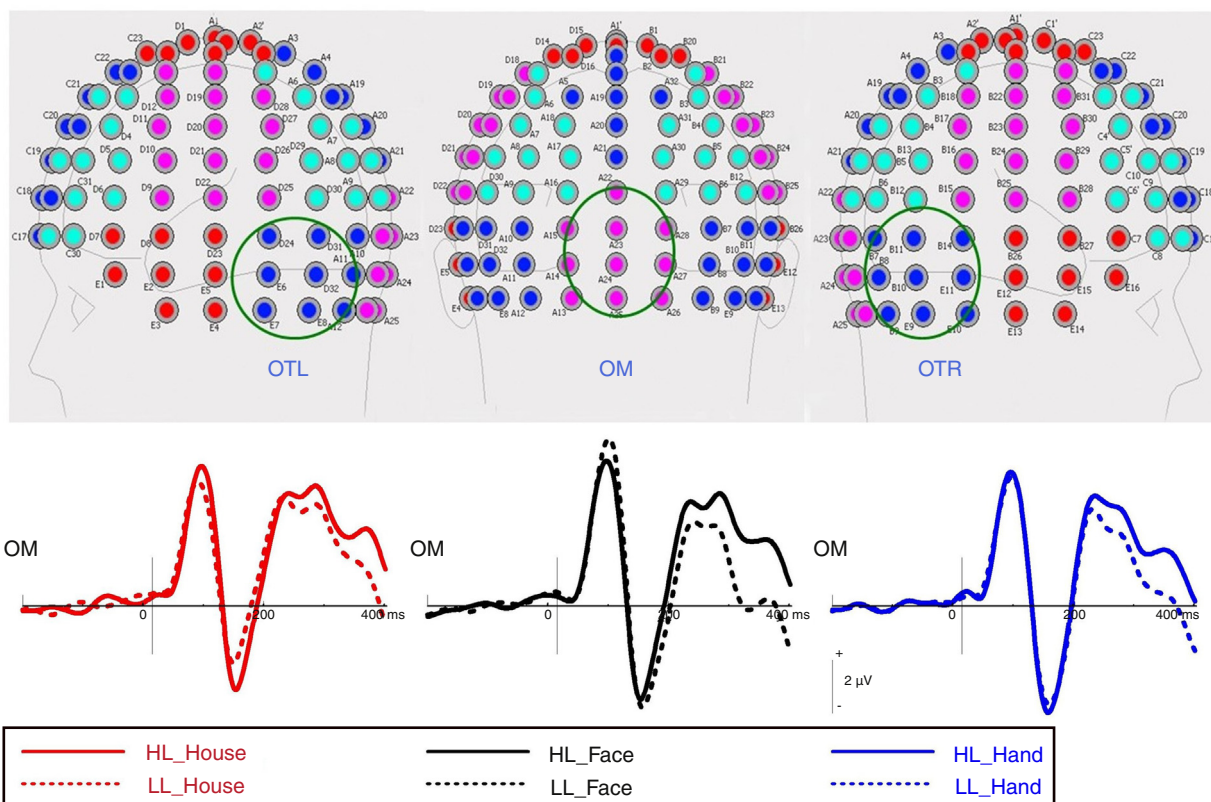 D1 A1 A2'
C23 A3
C22 A4
C21 D12 D19 D28 A6 A19
C20 D4 D11 D20 D27 A7 A20
C19 D5 D10 D21 D26 D29 A8 A21
C18 C31 D6 D9 D22 D25 D30 A9 A22
C17 C30 D7 D8 D23 D24 D31 A10 A23
E1 E2 E5 E6 A11 D32 A24
E3 E4 E7 E8 A12 A25
OTL
D15 A1' B1
D14 B20
D18 D16 B2 B21
D19 A5 A6 A19 A32 B3 B22
D20 A7 A18 A20 A31 B4 B23
D21 A8 A17 A21 A30 B5 B12 B24
D22 D30 A9 A16 A22 A29 B6 B25
D23 D31 D32 A10 A15 A23 A28 B7 B11 B10 B26
E5 A11 A14 A24 A27 B8 E12
E4 E8 A12 A13 A25 A26 B9 E9 E13
OM
A2' A1' C1'
A3 C23
A4 C22
A19 B3 B18 B22 B31 C21
A20 B4 B17 B23 B30 C4 C20
A21 B13 B5 B16 B24 B29 C5' C10 C19
A22 B6 B12 B15 B25 B28 C6' C9
A23 B7 B11 B14 B26 B27 C7 C8
A24 B8 B10 E11 E12 E15 E16
A25 B9 E9 E10 E13 E14
OTR
OM
0 200 400 ms
OM
0 200 400 ms
OM
0 200 400 ms
+
2 µV
-
HL_House HL_Face HL_Hand
LL_House LL_Face LL_Hand